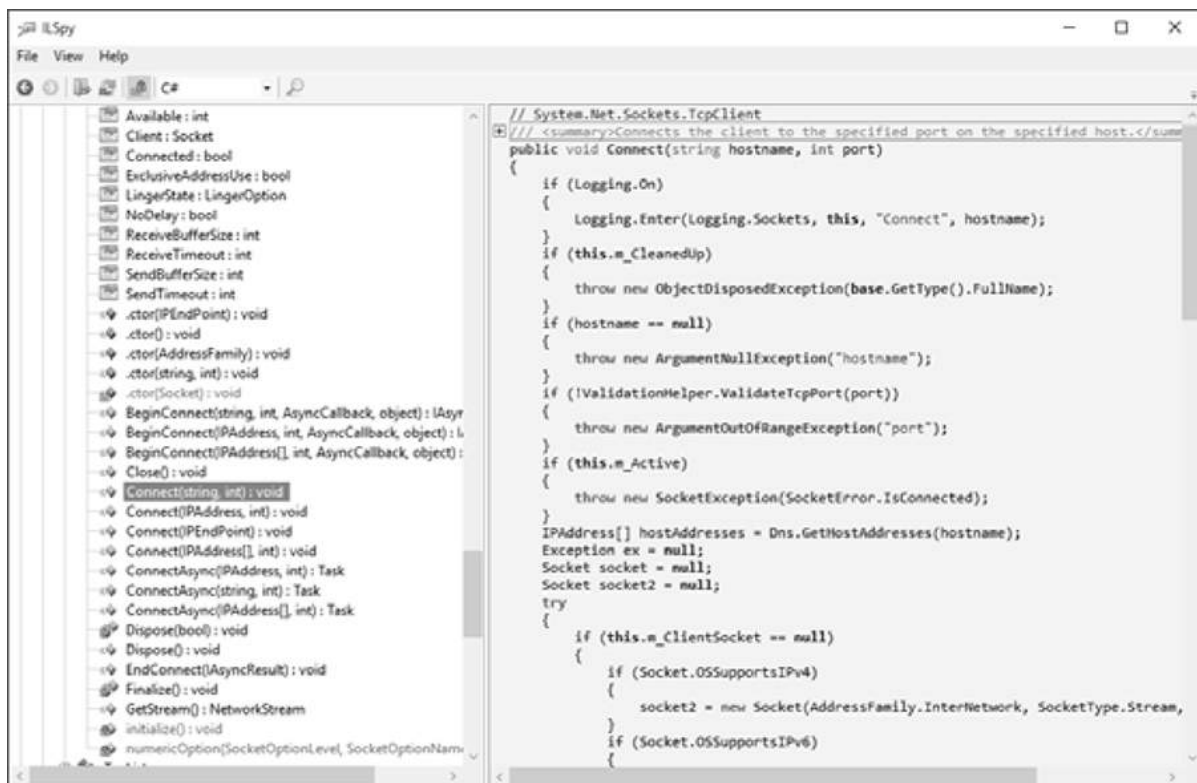 ILSpy
File View Help
C#
Available : int
Client : Socket
Connected : bool
ExclusiveAddressUse : bool
LingerState : LingerOption
NoDelay : bool
ReceiveBufferSize : int
ReceiveTimeout : int
SendBufferSize : int
SendTimeout : int
.ctor(IPEndPoint) : void
.ctor() : void
.ctor(AddressFamily) : void
.ctor(string, int) : void
.ctor(Socket) : void
BeginConnect(string, int, AsyncCallback, object) : IAsyr
BeginConnect(IPAddress, int, AsyncCallback, object) : I
BeginConnect(IPAddress[], int, AsyncCallback, object) :
Close() : void
Connect(string, int) : void
Connect(IPAddress, int) : void
Connect(IPEndPoint) : void
Connect(IPAddress[], int) : void
ConnectAsync(IPAddress, int) : Task
ConnectAsync(string, int) : Task
ConnectAsync(IPAddress[], int) : Task
Dispose(bool) : void
Dispose() : void
EndConnect(IAsyncResult) : void
Finalize() : void
GetStream() : NetworkStream
initialize() : void
numericOption(SocketOptionLevel, SocketOptionName
// System.Net.Sockets.TcpClient
/// <summary>Connects the client to the specified port on the specified host.</summ
public void Connect(string hostname, int port)
{
if (Logging.On)
{
Logging.Enter(Logging.Sockets, this, "Connect", hostname);
}
if (this.m_CleanedUp)
{
throw new ObjectDisposedException(base.GetType().FullName);
}
if (hostname == null)
{
throw new ArgumentNullException("hostname");
}
if (!ValidationHelper.ValidateTcpPort(port))
{
throw new ArgumentOutOfRangeException("port");
}
if (this.m_Active)
{
throw new SocketException(SocketError.IsConnected);
}
IPAddress[] hostAddresses = Dns.GetHostAddresses(hostname);
Exception ex = null;
Socket socket = null;
Socket socket2 = null;
try
{
if (this.m_ClientSocket == null)
{
if (Socket.OSSupportsIPv4)
{
socket2 = new Socket(AddressFamily.InterNetwork, SocketType.Stream,
}
if (Socket.OSSupportsIPv6)
{